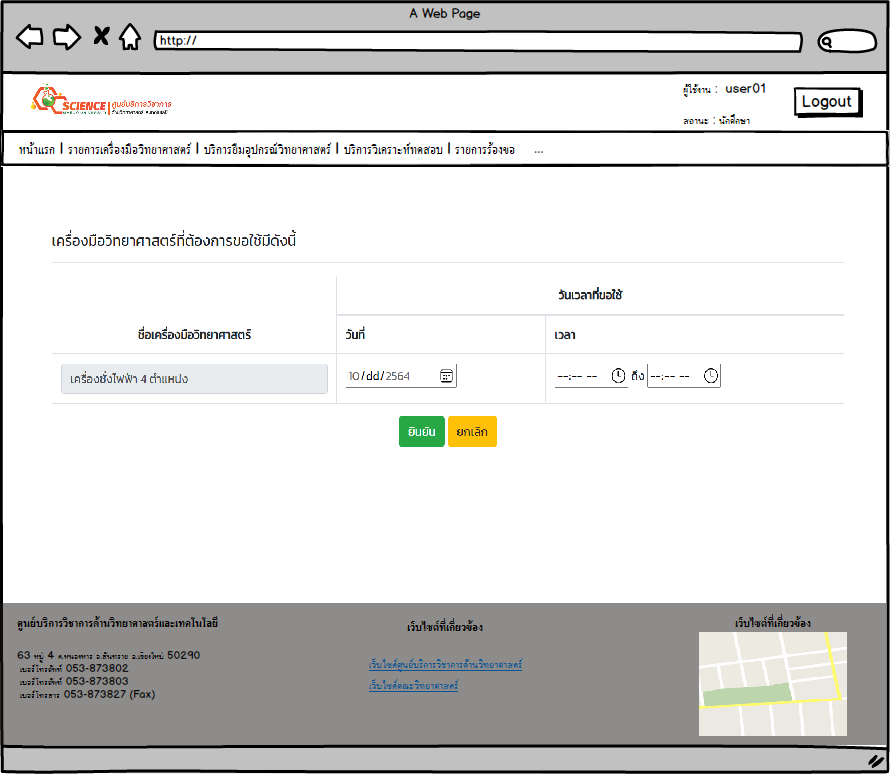 A Web Page
http://
SCIENCE | ศูนย์บริการวิชาการ
ผู้ใช้งาน : user01
Logout
สถานะ : นักศึกษา
หน้าแรก | รายการเครื่องมือวิทยาศาสตร์ | บริการยืมอุปกรณ์วิทยาศาสตร์ | บริการวิเคราะห์ทดสอบ | รายการร้องขอ ...
เครื่องมือวิทยาศาสตร์ที่ต้องการขอใช้มีดังนี้
วันเวลาที่ขอใช้
ชื่อเครื่องมือวิทยาศาสตร์ วันที่ เวลา
เครื่องชั่งไฟฟ้า 4 ตำแหน่ง 10/dd/2564 --:-- -- ถึง --:-- --
ยืนยัน ยกเลิก
ศูนย์บริการวิชาการด้านวิทยาศาสตร์และเทคโนโลยี
63 หมู่ 4 ต.หนองหาร อ.สันทราย จ.เชียงใหม่ 50290
เบอร์โทรศัพท์ 053-873802
เบอร์โทรศัพท์ 053-873803
เบอร์โทรสาร 053-873827 (Fax)
เว็บไซต์ที่เกี่ยวข้อง
เว็บไซต์ศูนย์บริการวิชาการด้านวิทยาศาสตร์
เว็บไซต์คณะวิทยาศาสตร์
เว็บไซต์ที่เกี่ยวข้อง